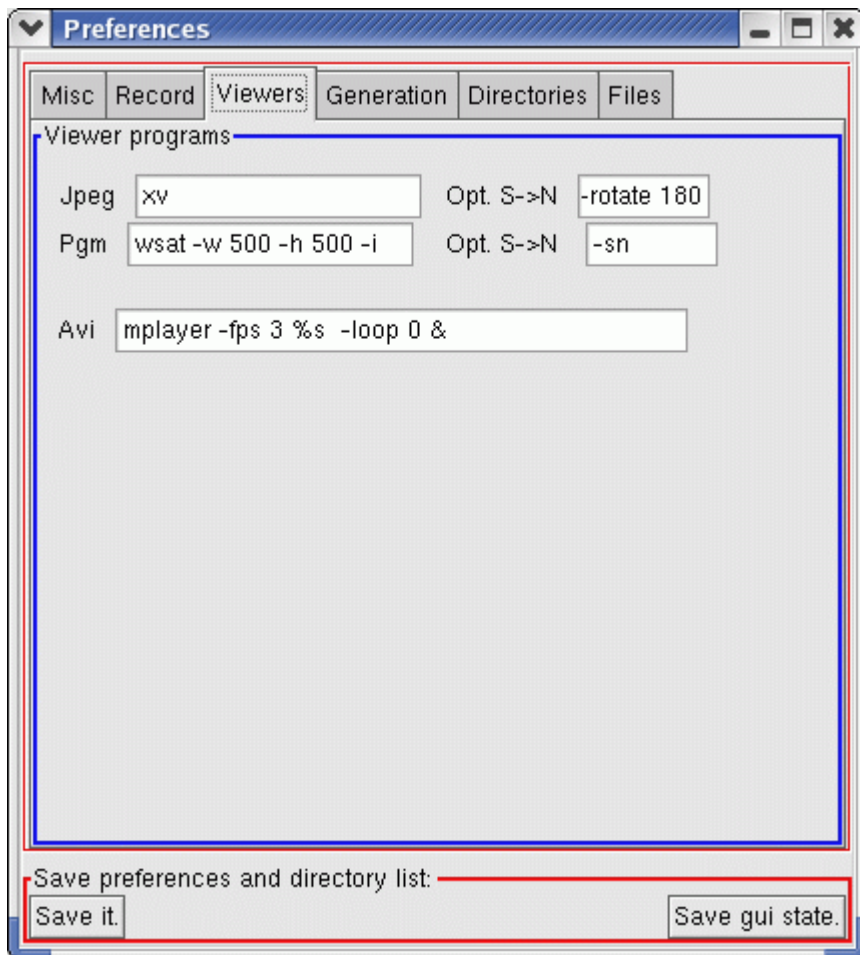 Preferences
Misc Record Viewers Generation Directories Files
Viewer programs
Jpeg xv Opt. S->N -rotate 180
Pgm wsat -w 500 -h 500 -i Opt. S->N -sn
Avi mplayer -fps 3 %s  -loop 0 &
Save preferences and directory list:
Save it. Save gui state.